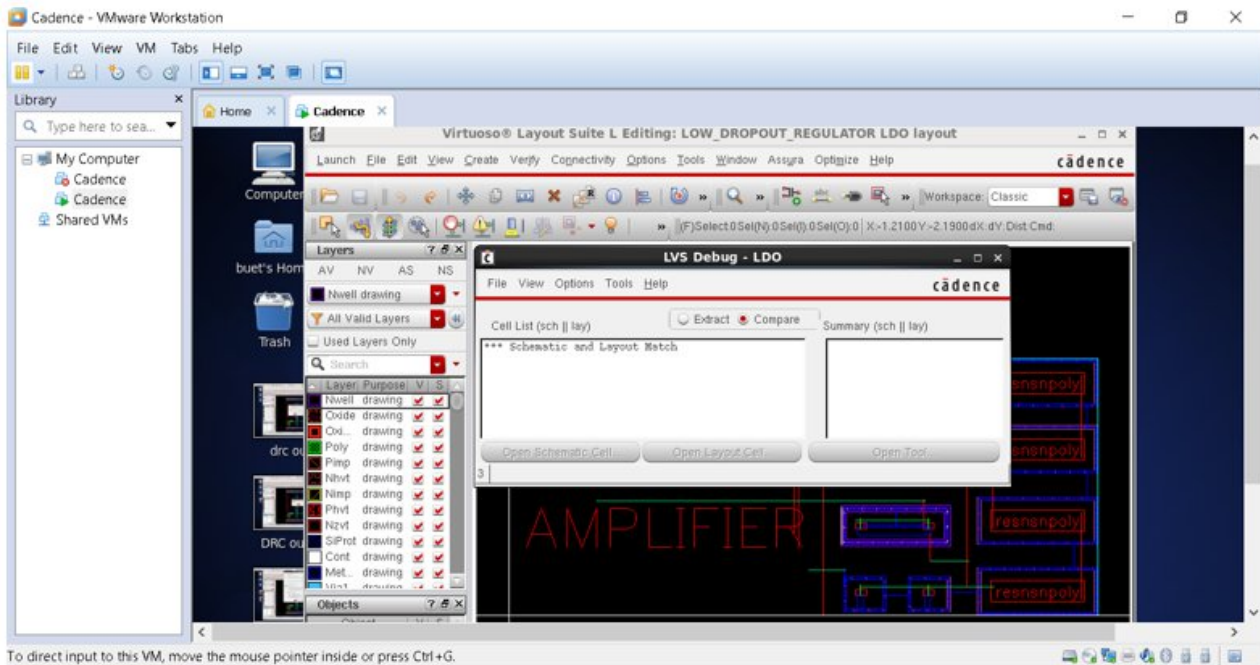 Cadence - VMware Workstation
File Edit View VM Tabs Help
Library
Type here to sea...
My Computer
Cadence
Cadence
Shared VMs
Home
Cadence
Computer
buet's Hom
Trash
drc ou
DRC ou
Virtuoso® Layout Suite L Editing: LOW_DROPOUT_REGULATOR LDO layout
Launch File Edit View Create Verify Connectivity Options Tools Window Assura Optimize Help
cādence
Workspace: Classic
(F)Select:0 Sel(N):0 Sel(I):0 Sel(O):0 X:-1.2100 Y:-2.1900 dX: dY: Dist: Cmd:
Layers
AV NV AS NS
Nwell drawing
All Valid Layers
Used Layers Only
Search
Layer Purpose V S
Nwell drawing
Oxide drawing
Oxi... drawing
Poly drawing
Pimp drawing
Nhvt drawing
Nimp drawing
Phvt drawing
Nzvt drawing
SiProt drawing
Cont drawing
Met... drawing
Via1 drawing
Objects
LVS Debug - LDO
File View Options Tools Help
cādence
Cell List (sch || lay)
Extract Compare
Summary (sch || lay)
*** Schematic and Layout Match
Open Schematic Cell...
Open Layout Cell...
Open Tool...
3
AMPLIFIER
resnsnpoly
resnsnpoly
To direct input to this VM, move the mouse pointer inside or press Ctrl+G.